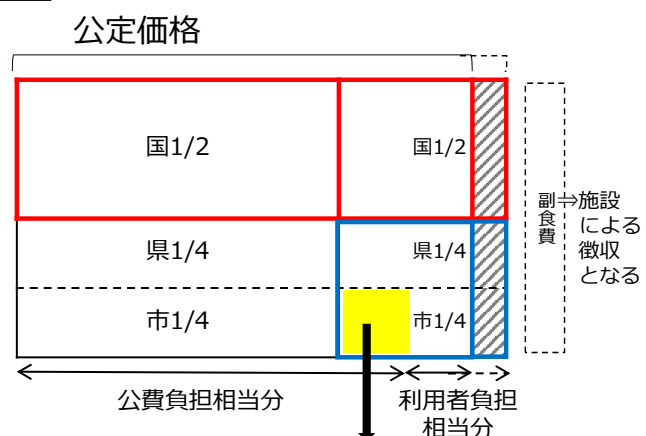 公定価格
国1/2
国1/2
県1/4
県1/4
市1/4
市1/4
副食費
⇒施設
による
徴収
となる
公費負担相当分
利用者負担
相当分